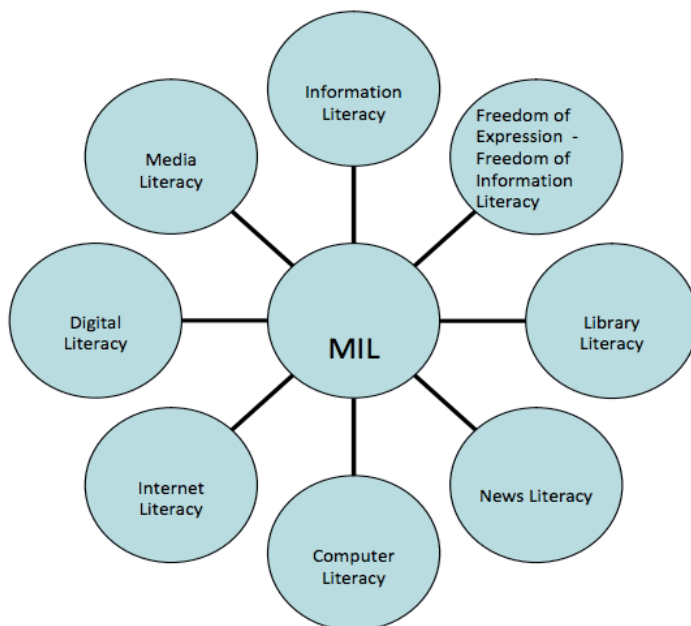 Information
Literacy
Freedom of
Expression -
Freedom of
Information
Literacy
Media
Literacy
Digital
Literacy
MIL
Library
Literacy
Internet
Literacy
News Literacy
Computer
Literacy